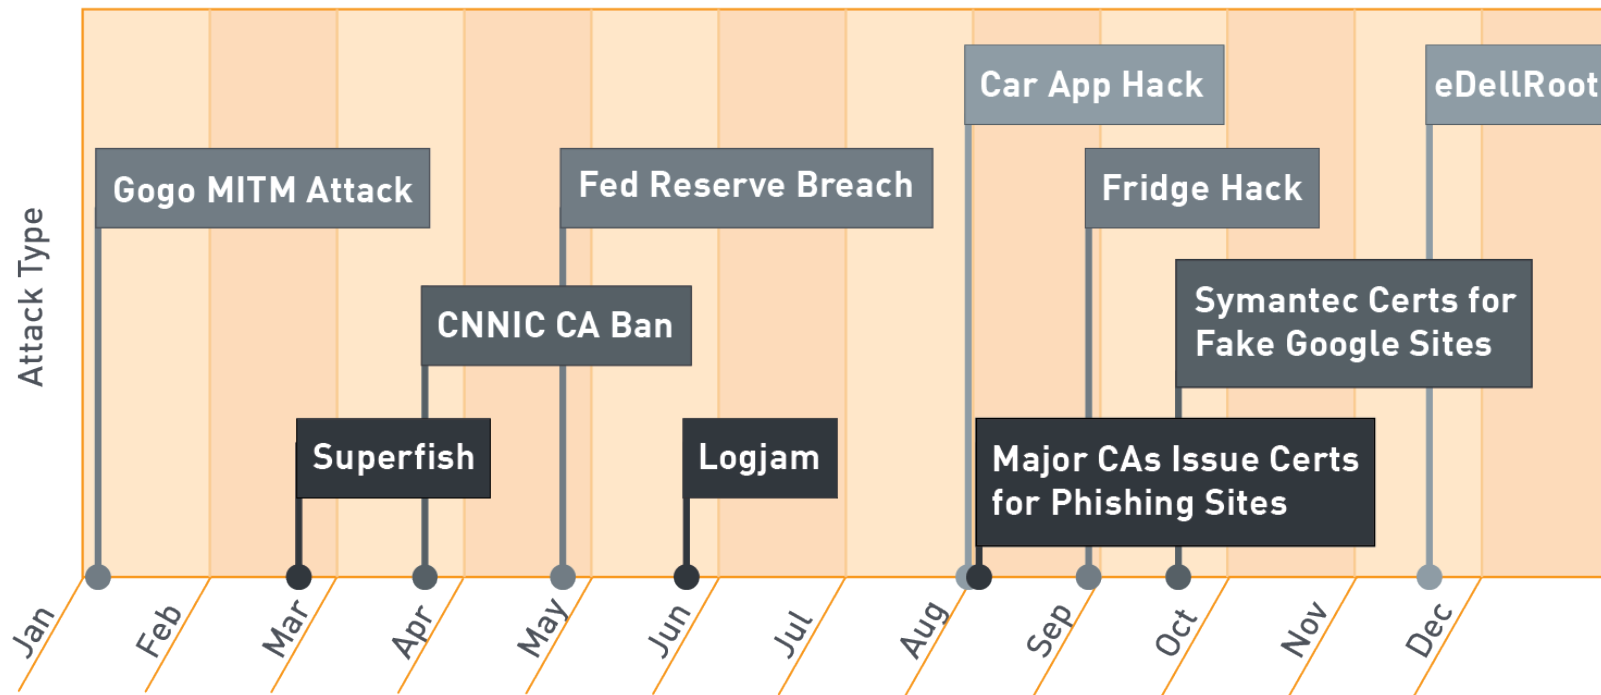 Attack Type
Car App Hack
eDellRoot
Gogo MITM Attack
Fed Reserve Breach
Fridge Hack
Symantec Certs for
Fake Google Sites
CNNIC CA Ban
Superfish
Logjam
Major CAs Issue Certs
for Phishing Sites
Jan
Feb
Mar
Apr
May
Jun
Jul
Aug
Sep
Oct
Nov
Dec